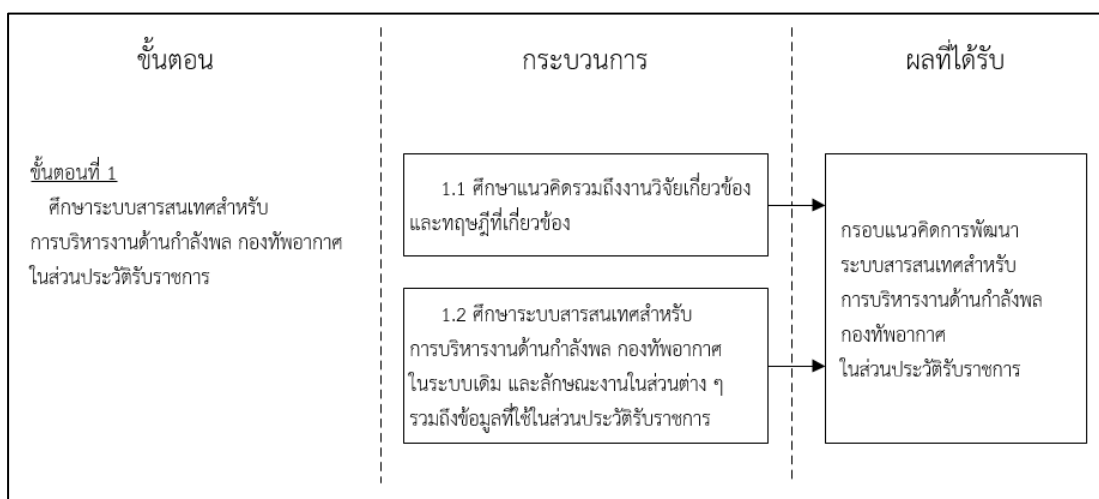 ขั้นตอน
กระบวนการ
ผลที่ได้รับ
ขั้นตอนที่ 1
ศึกษาระบบสารสนเทศสำหรับ
การบริหารงานด้านกำลังพล กองทัพอากาศ
ในส่วนประวัติรับราชการ
1.1 ศึกษาแนวคิดรวมถึงงานวิจัยเกี่ยวข้อง
และทฤษฎีที่เกี่ยวข้อง
1.2 ศึกษาระบบสารสนเทศสำหรับ
การบริหารงานด้านกำลังพล กองทัพอากาศ
ในระบบเดิม และลักษณะงานในส่วนต่าง ๆ
รวมถึงข้อมูลที่ใช้ในส่วนประวัติรับราชการ
กรอบแนวคิดการพัฒนา
ระบบสารสนเทศสำหรับ
การบริหารงานด้านกำลังพล
กองทัพอากาศ
ในส่วนประวัติรับราชการ